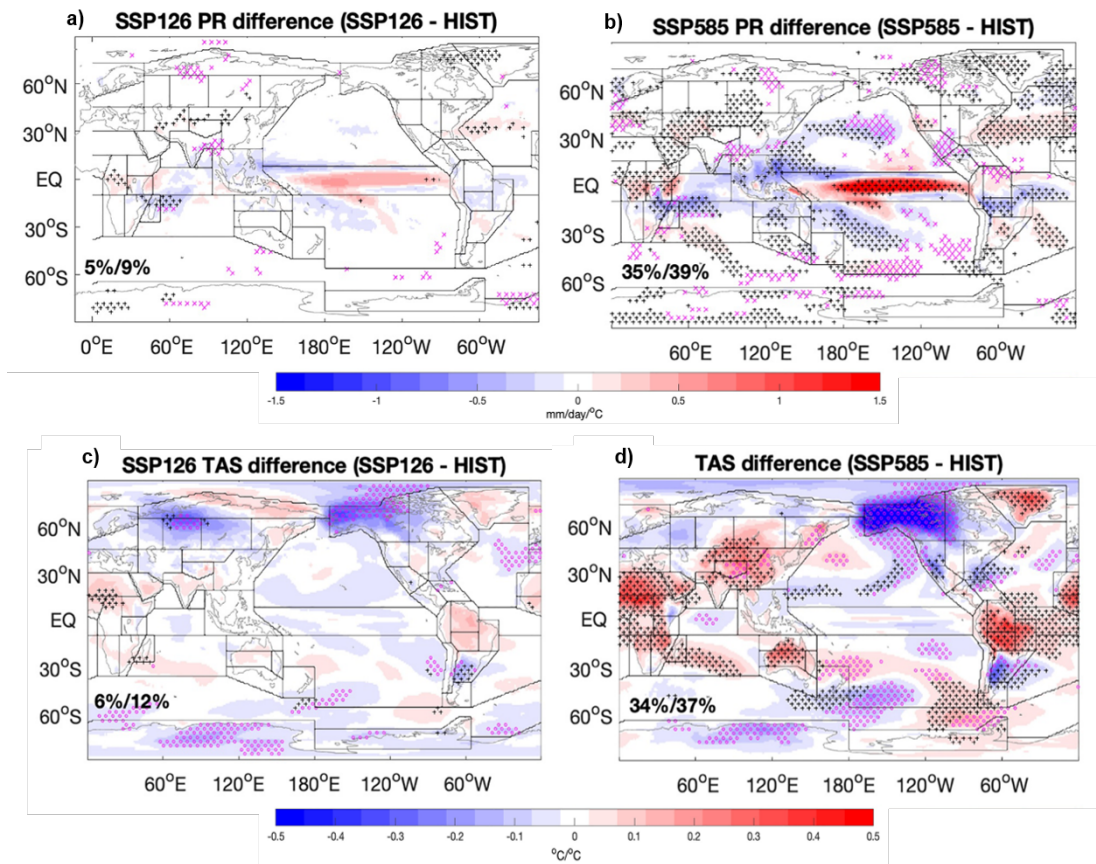 a)
SSP126 PR difference (SSP126 - HIST)
b)
SSP585 PR difference (SSP585 - HIST)
60°N
30°N
EQ
30°S
60°S
5%/9%
0°E 60°E 120°E 180°E 120°W 60°W
60°N
30°N
EQ
30°S
60°S
35%/39%
60°E 120°E 180°E 120°W 60°W
-1.5 -1 -0.5 0 0.5 1 1.5
mm/day/°C
c)
SSP126 TAS difference (SSP126 - HIST)
d)
TAS difference (SSP585 - HIST)
60°N
30°N
EQ
30°S
60°S
6%/12%
60°E 120°E 180°W 120°W 60°W
60°N
30°N
EQ
30°S
60°S
34%/37%
60°E 120°E 180°W 120°W 60°W
-0.5 -0.4 -0.3 -0.2 -0.1 0 0.1 0.2 0.3 0.4 0.5
°C/°C